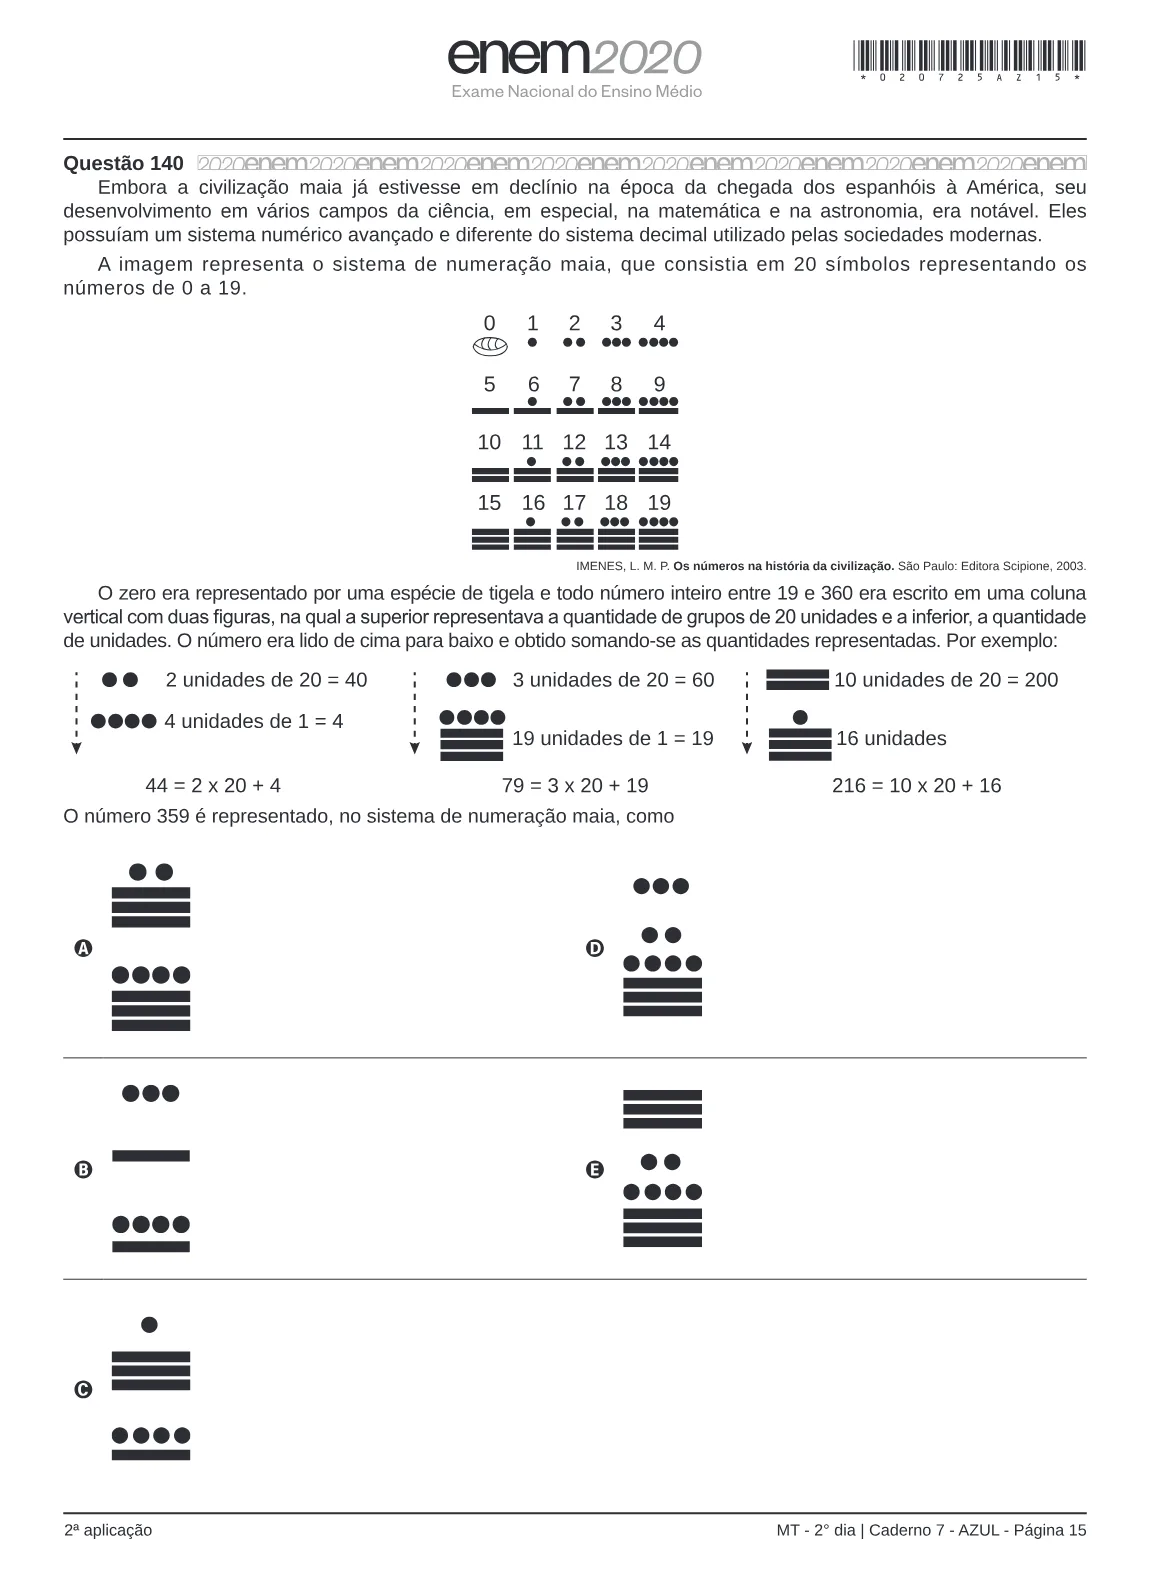 enem2020
Exame Nacional do Ensino Médio
*020725AZ15*
Questão 140 2020enem2020enem2020enem2020enem2020enem2020enem2020enem2020enem
Embora a civilização maia já estivesse em declínio na época da chegada dos espanhóis à América, seu
desenvolvimento em vários campos da ciência, em especial, na matemática e na astronomia, era notável. Eles
possuíam um sistema numérico avançado e diferente do sistema decimal utilizado pelas sociedades modernas.
A imagem representa o sistema de numeração maia, que consistia em 20 símbolos representando os
números de 0 a 19.
0 1 2 3 4
5 6 7 8 9
10 11 12 13 14
15 16 17 18 19
IMENES, L. M. P. Os números na história da civilização. São Paulo: Editora Scipione, 2003.
O zero era representado por uma espécie de tigela e todo número inteiro entre 19 e 360 era escrito em uma coluna
vertical com duas figuras, na qual a superior representava a quantidade de grupos de 20 unidades e a inferior, a quantidade
de unidades. O número era lido de cima para baixo e obtido somando-se as quantidades representadas. Por exemplo:
2 unidades de 20 = 40
4 unidades de 1 = 4
44 = 2 x 20 + 4
3 unidades de 20 = 60
19 unidades de 1 = 19
79 = 3 x 20 + 19
10 unidades de 20 = 200
16 unidades
216 = 10 x 20 + 16
O número 359 é representado, no sistema de numeração maia, como
A
B
C
D
E
2ª aplicação
MT - 2° dia | Caderno 7 - AZUL - Página 15